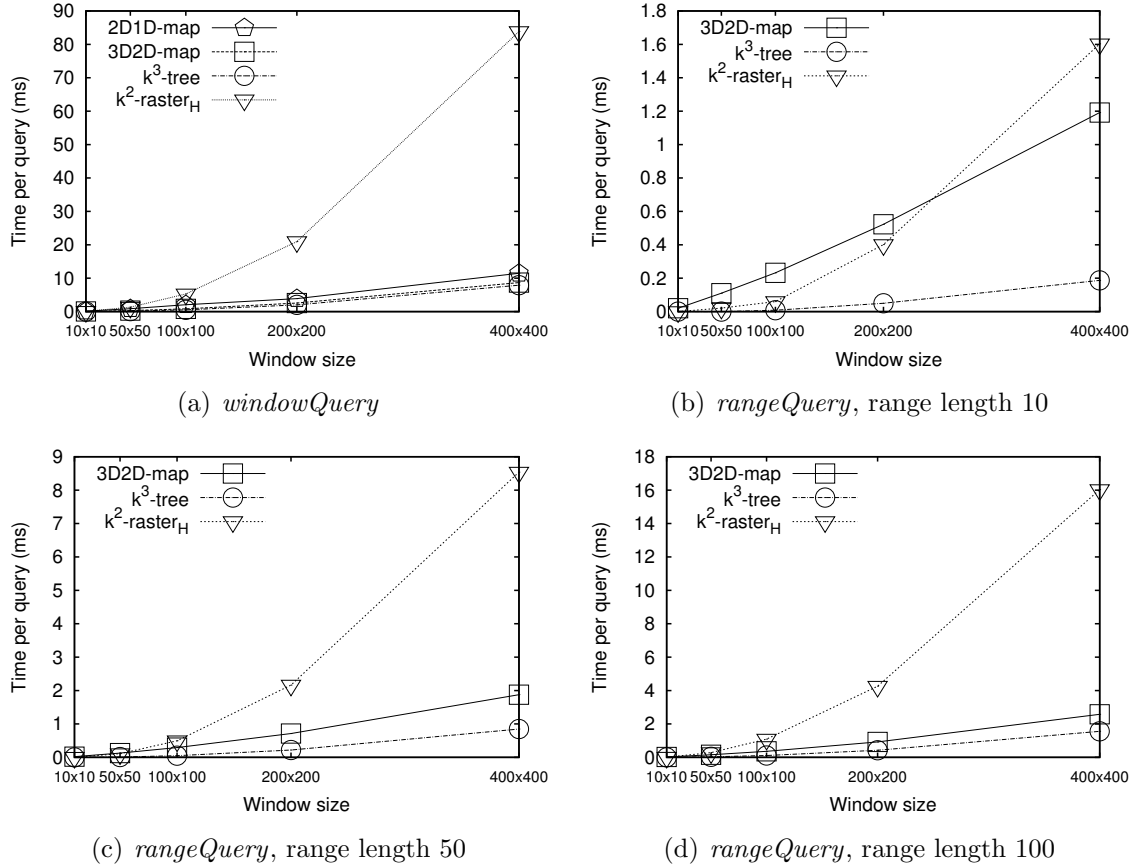 90
80
70
60
50
40
30
20
10
0
Time per query (ms)
2D1D-map
3D2D-map
k³-tree
k²-raster_H
10x10 50x50 100x100 200x200 400x400
Window size
(a) windowQuery
1.8
1.6
1.4
1.2
1
0.8
0.6
0.4
0.2
0
Time per query (ms)
3D2D-map
k³-tree
k²-raster_H
10x10 50x50 100x100 200x200 400x400
Window size
(b) rangeQuery, range length 10
9
8
7
6
5
4
3
2
1
0
Time per query (ms)
3D2D-map
k³-tree
k²-raster_H
10x10 50x50 100x100 200x200 400x400
Window size
(c) rangeQuery, range length 50
18
16
14
12
10
8
6
4
2
0
Time per query (ms)
3D2D-map
k³-tree
k²-raster_H
10x10 50x50 100x100 200x200 400x400
Window size
(d) rangeQuery, range length 100